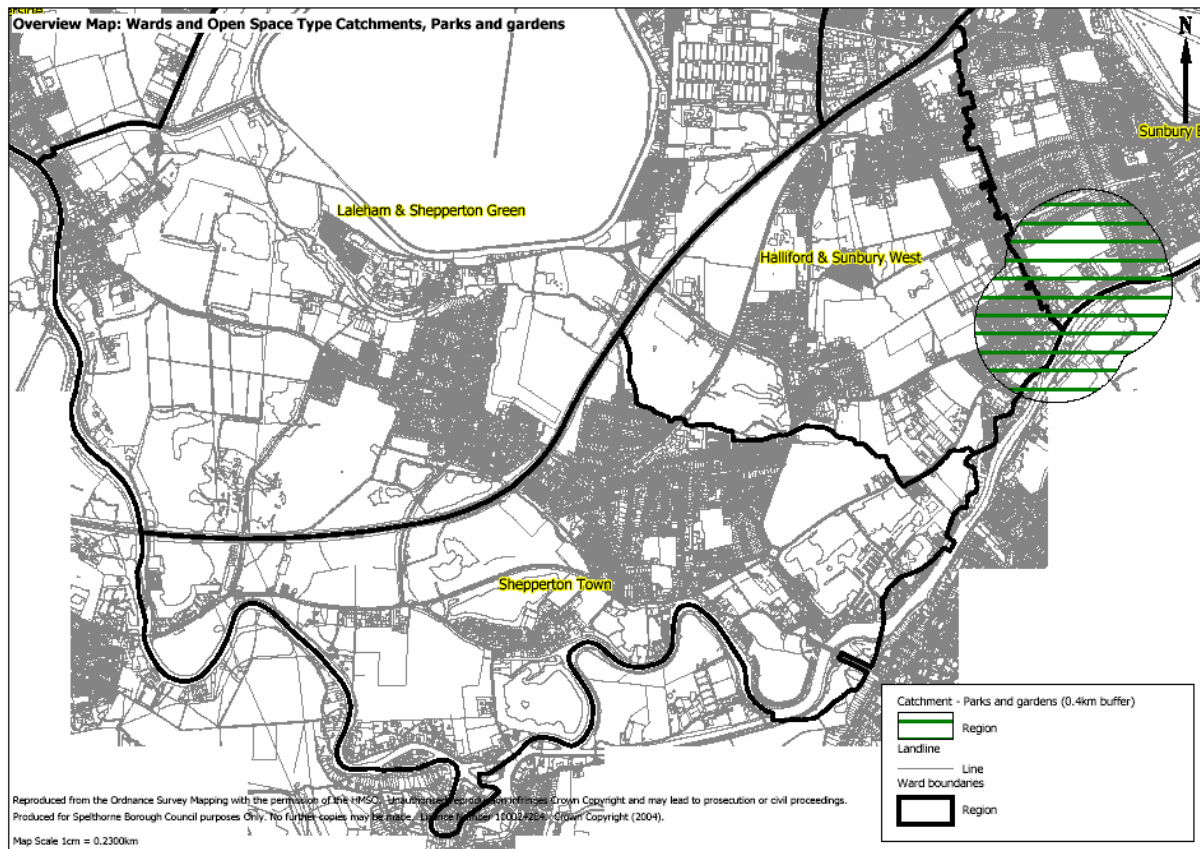 erside
Overview Map: Wards and Open Space Type Catchments, Parks and gardens
N
Sunbury E
Laleham & Shepperton Green
Halliford & Sunbury West
Shepperton Town
Catchment - Parks and gardens (0.4km buffer)
Region
Landline
Line
Ward boundaries
Region
Reproduced from the Ordnance Survey Mapping with the permission of the HMSO. Unauthorised reproduction infringes Crown Copyright and may lead to prosecution or civil proceedings.
Produced for Spelthorne Borough Council purposes Only. No further copies may be made. Licence Number 100024284. Crown Copyright (2004).
Map Scale 1cm = 0.2300km